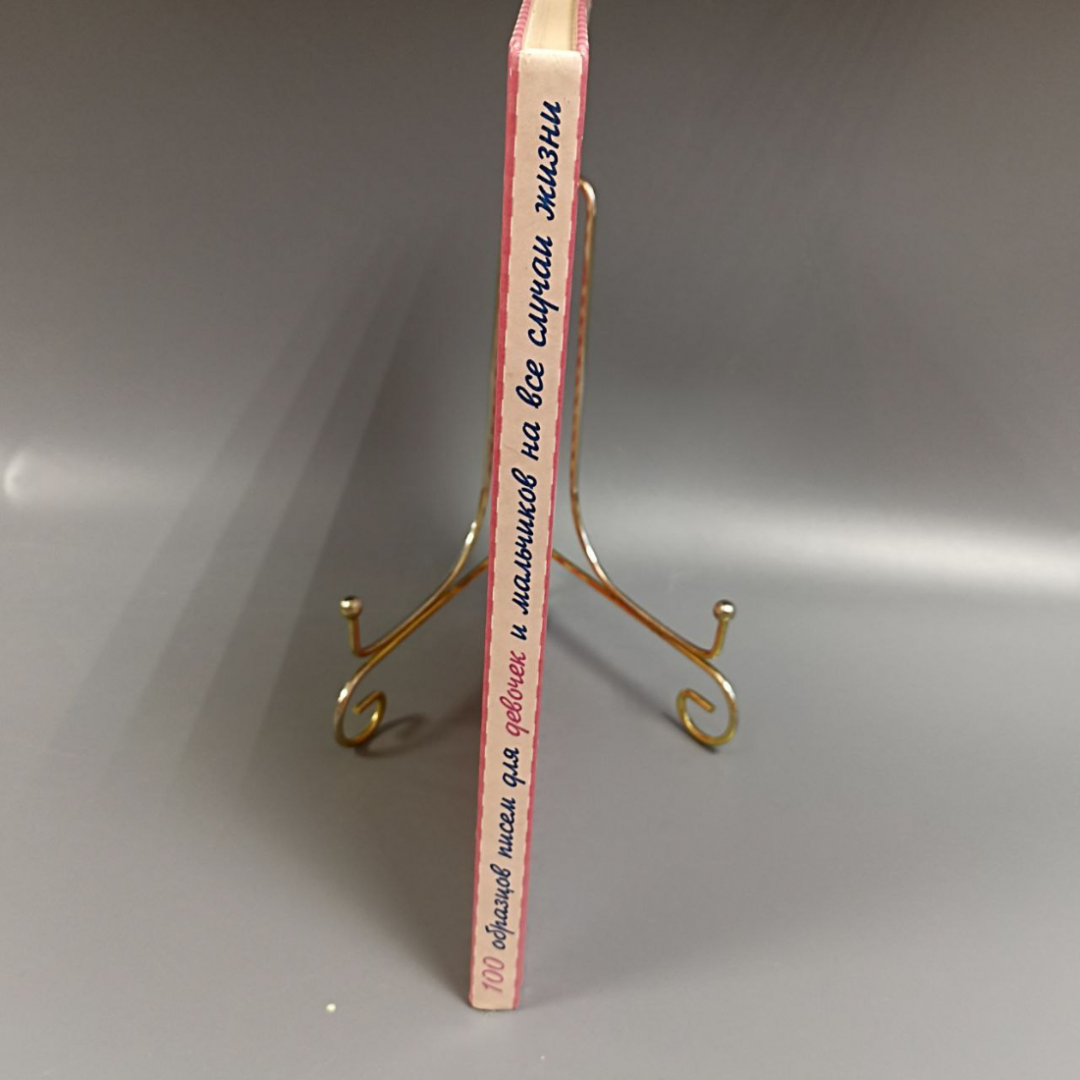 100 образцов писем для девочек и мальчиков на все случаи жизни